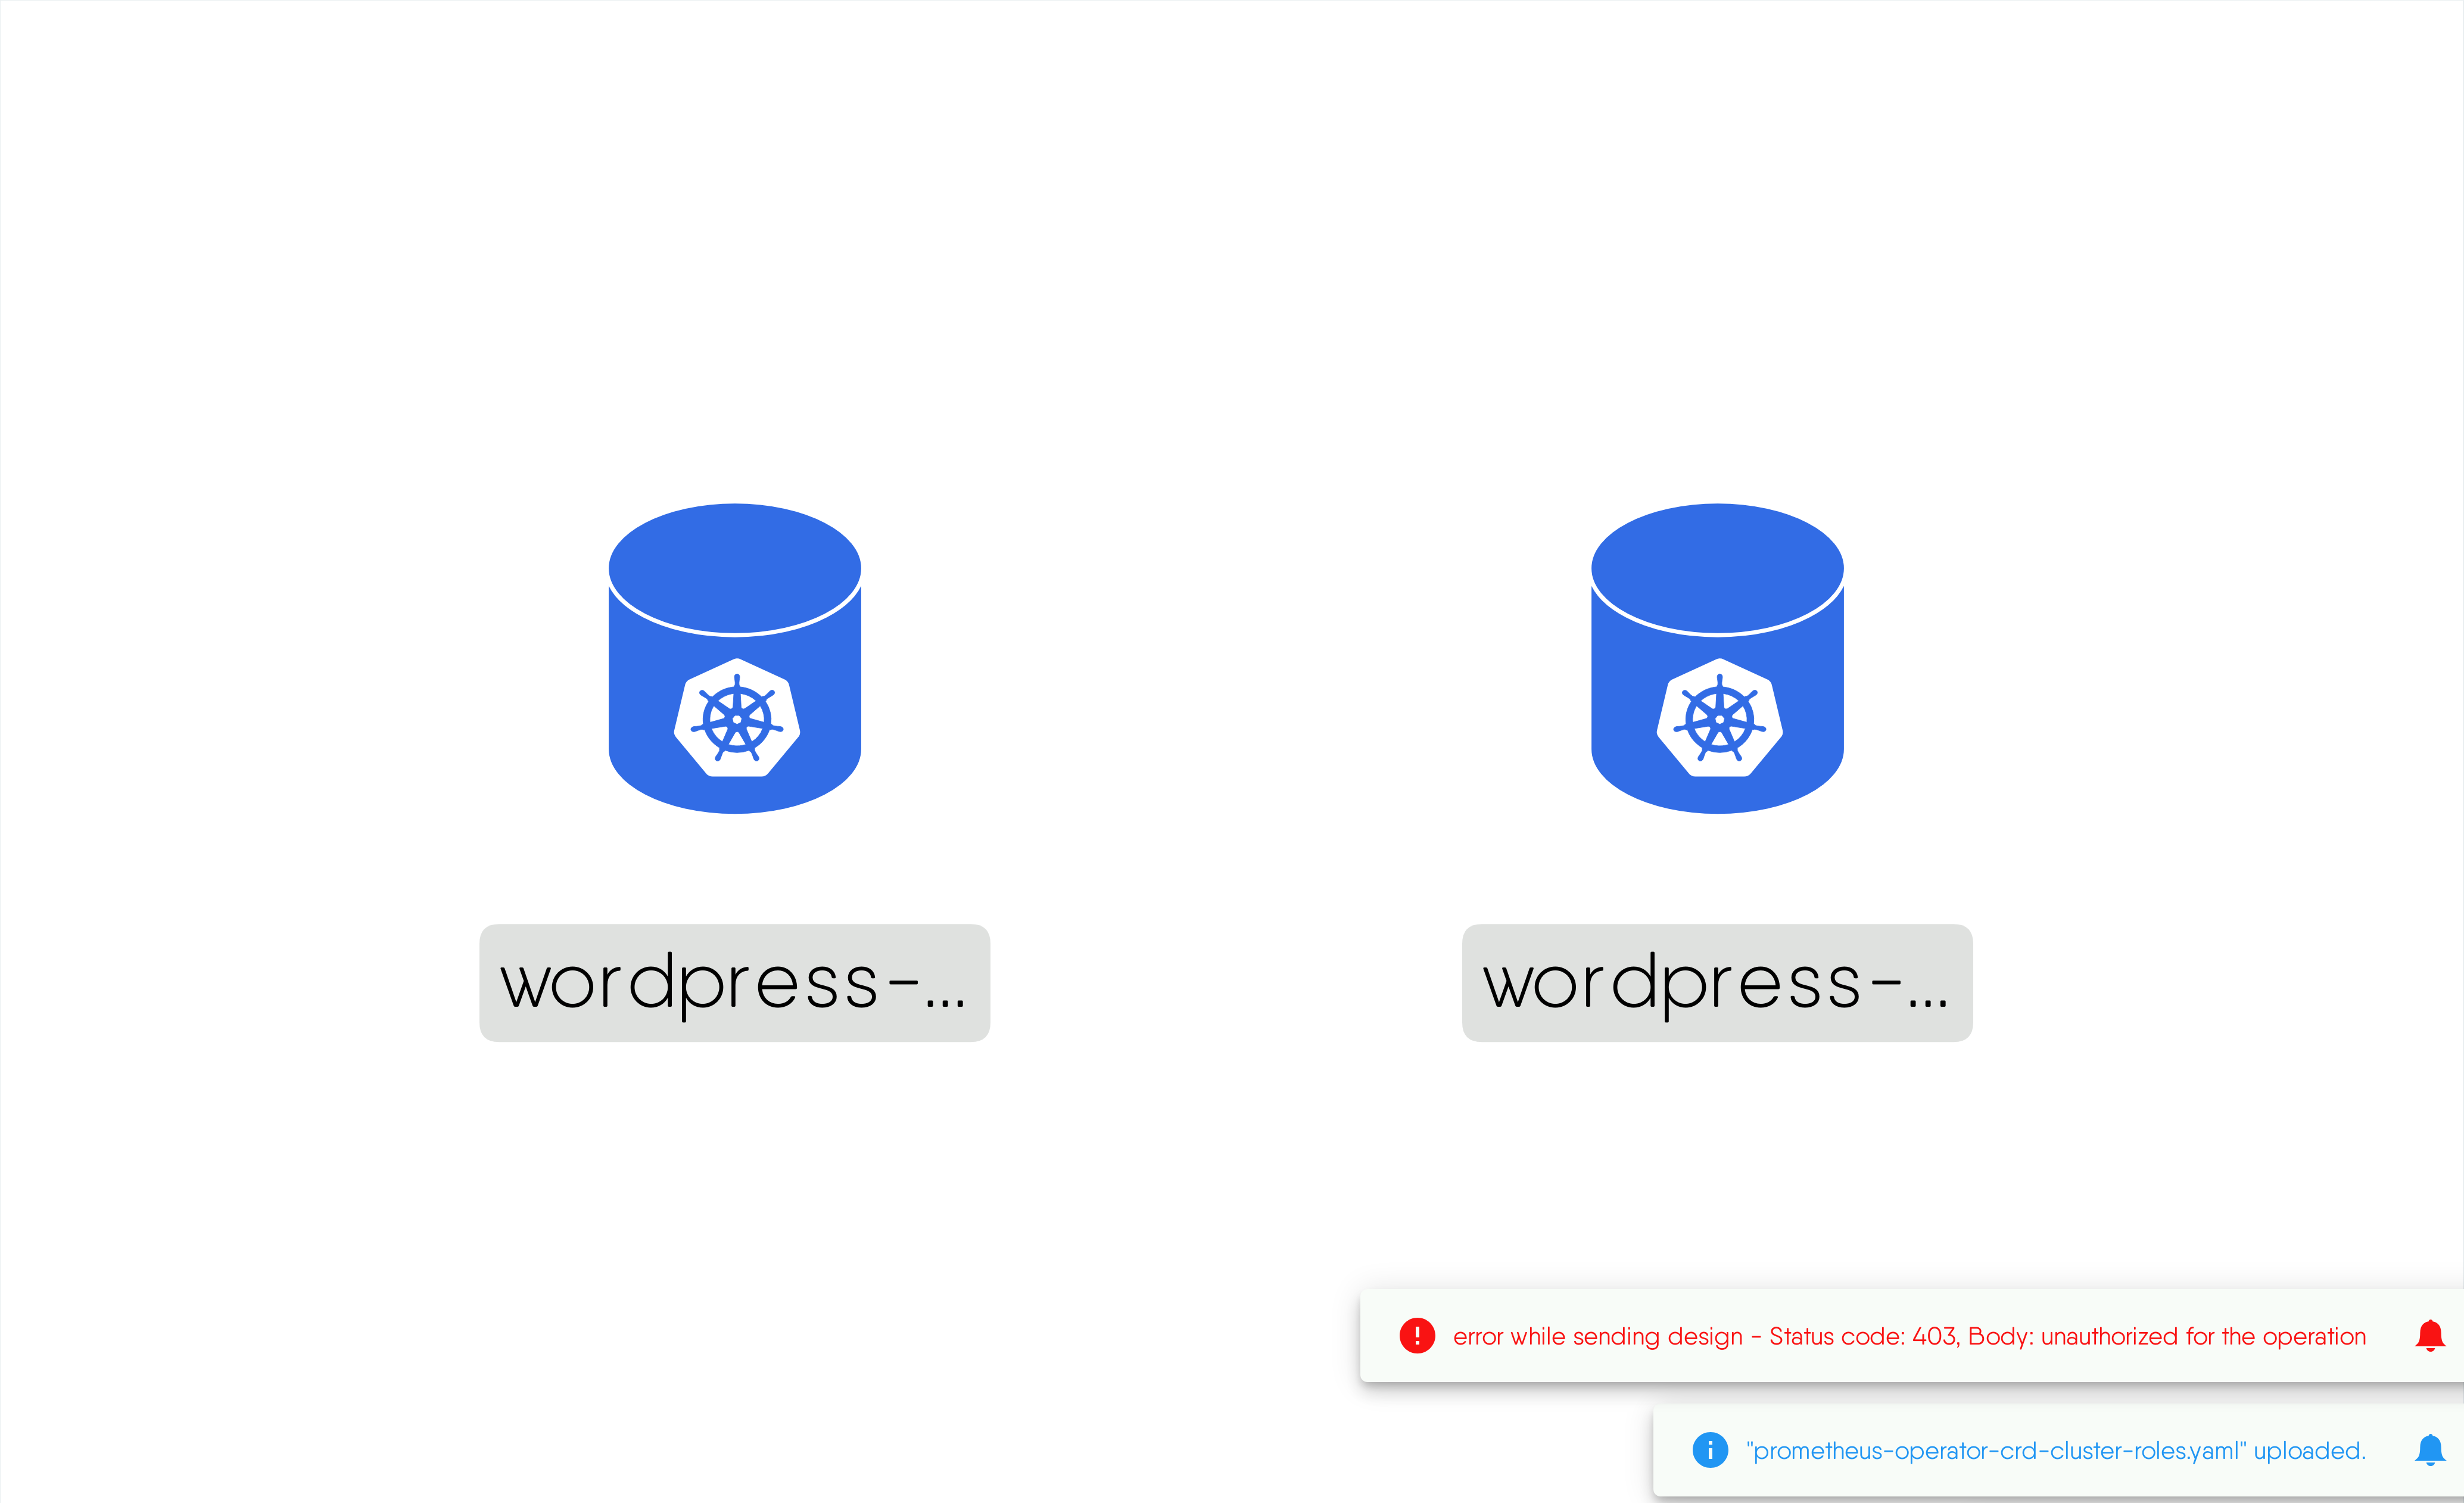 wordpress-...
wordpress-...
error while sending design - Status code: 403, Body: unauthorized for the operation
"prometheus-operator-crd-cluster-roles.yaml" uploaded.